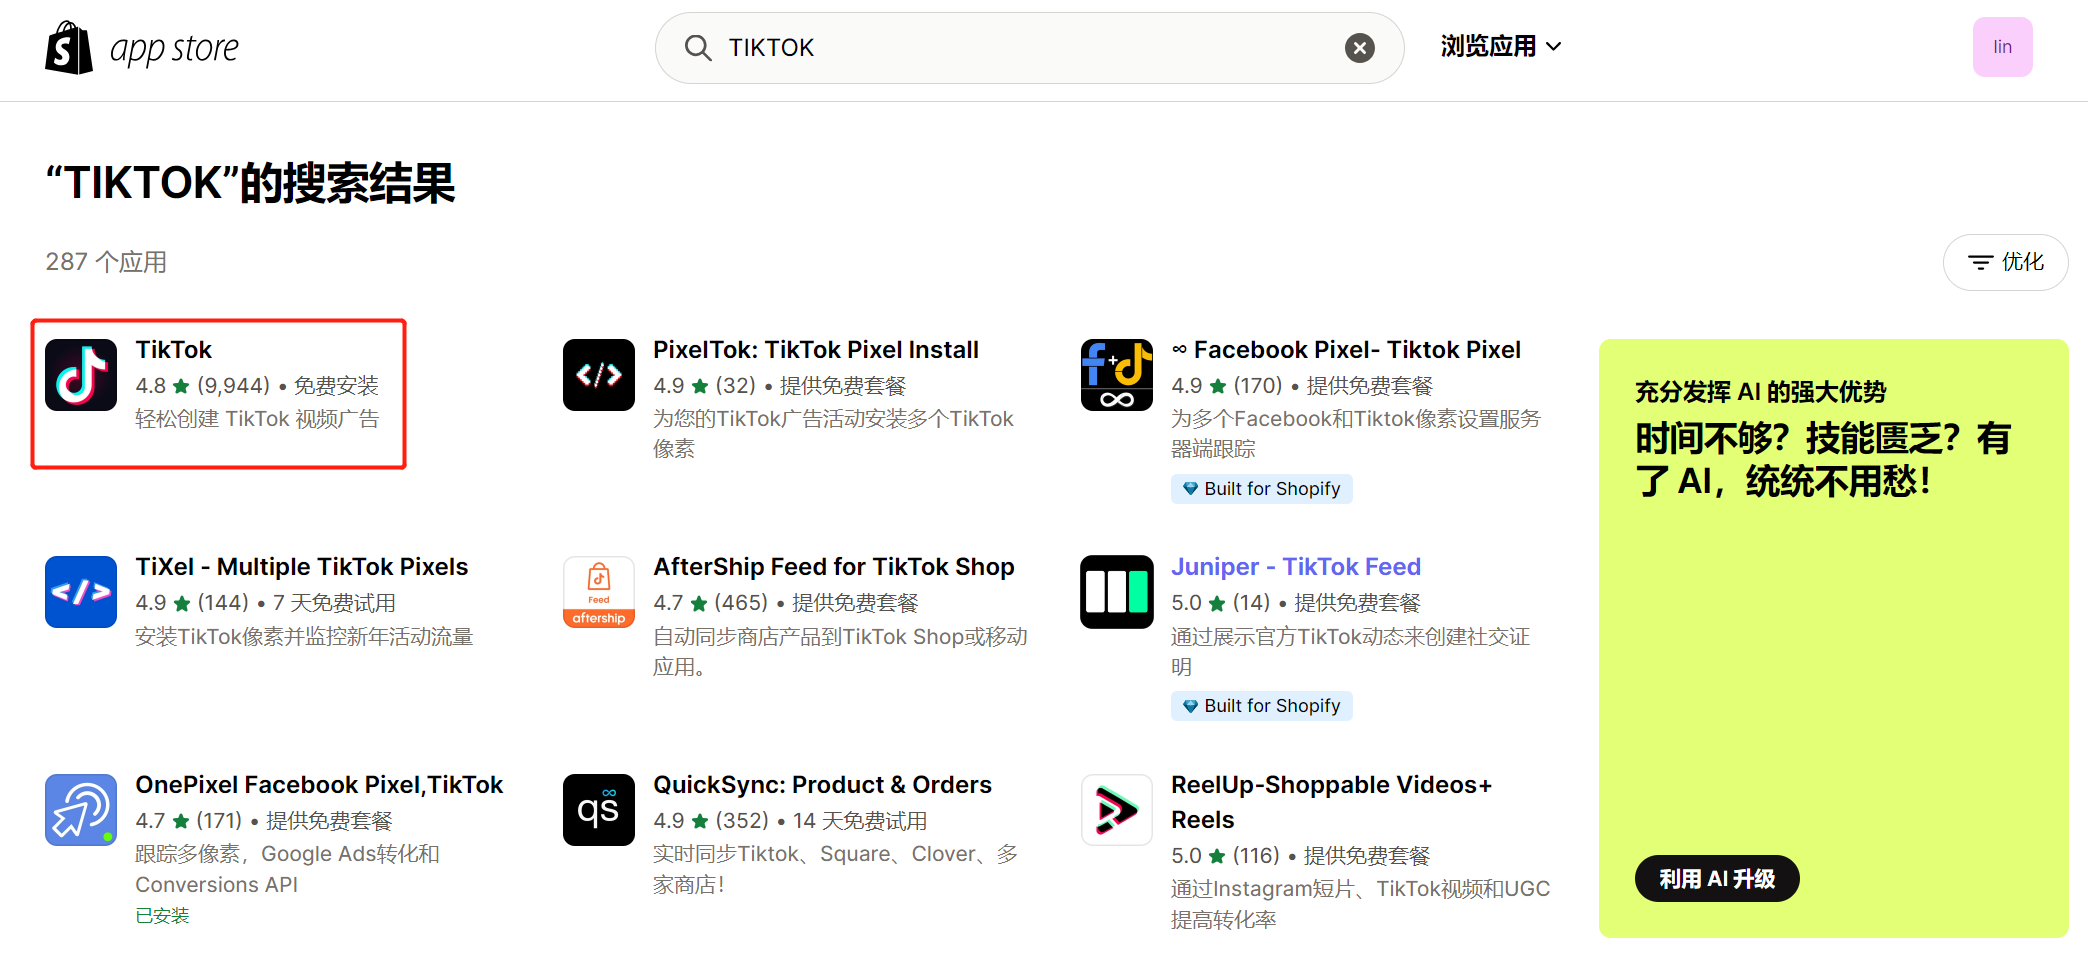 app store
TIKTOK
浏览应用
lin
“TIKTOK”的搜索结果
287 个应用
优化
TikTok
4.8 ★ (9,944) • 免费安装
轻松创建 TikTok 视频广告
PixelTok: TikTok Pixel Install
4.9 ★ (32) • 提供免费套餐
为您的TikTok广告活动安装多个TikTok
像素
∞ Facebook Pixel- Tiktok Pixel
4.9 ★ (170) • 提供免费套餐
为多个Facebook和Tiktok像素设置服务
器端跟踪
Built for Shopify
TiXel - Multiple TikTok Pixels
4.9 ★ (144) • 7 天免费试用
安装TikTok像素并监控新年活动流量
Feed
aftership
AfterShip Feed for TikTok Shop
4.7 ★ (465) • 提供免费套餐
自动同步商店产品到TikTok Shop或移动
应用。
Juniper - TikTok Feed
5.0 ★ (14) • 提供免费套餐
通过展示官方TikTok动态来创建社交证
明
Built for Shopify
OnePixel Facebook Pixel,TikTok
4.7 ★ (171) • 提供免费套餐
跟踪多像素，Google Ads转化和
Conversions API
已安装
qs
QuickSync: Product & Orders
4.9 ★ (352) • 14 天免费试用
实时同步Tiktok、Square、Clover、多
家商店！
ReelUp-Shoppable Videos+
Reels
5.0 ★ (116) • 提供免费套餐
通过Instagram短片、TikTok视频和UGC
提高转化率
充分发挥 AI 的强大优势
时间不够？技能匮乏？有
了 AI，统统不用愁！
利用 AI 升级